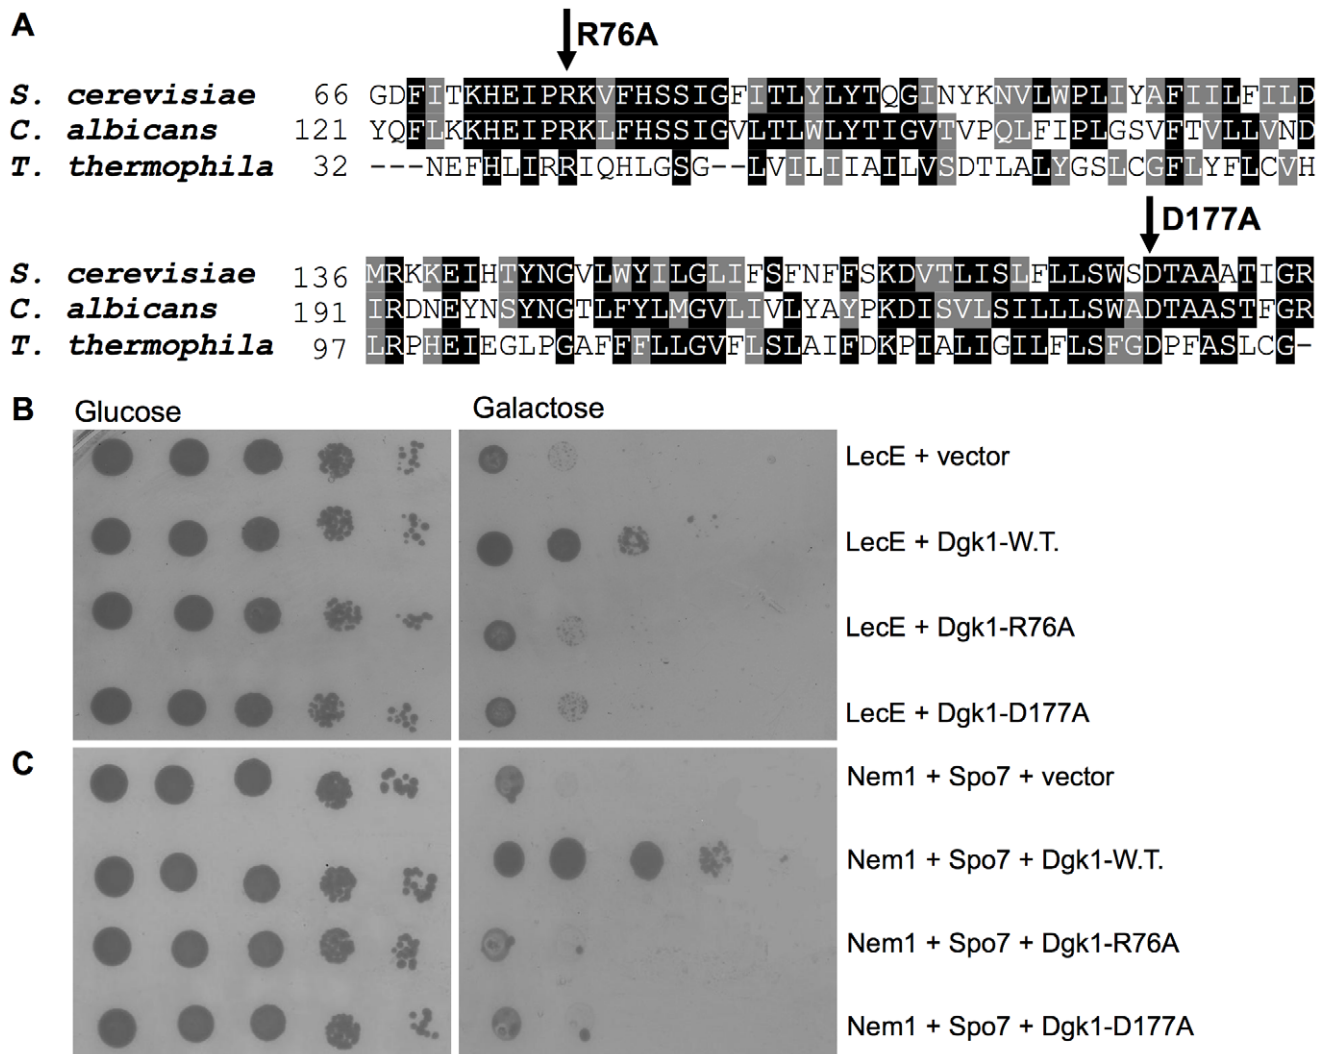 A
R76A
S. cerevisiae 66 GDFITKHEIPRKVFHSSIGFITLYLYTQGINYKNVLWPLIYAFIILFILD
C. albicans 121 YQFLKKHEIPRKLFHSSIGVLTLWLYTIGVTVPQLFIPLGSVFTVLLVND
T. thermophila 32 ---NEFHLIRRIQHLGSG--LVILIIAILVSDTLALYGSLCGFLYFLCVH
D177A
S. cerevisiae 136 MRKKEIHTYNGVLWYILGLIFSFNFFSKDVTLISLFLLSWSDTAAATIGR
C. albicans 191 IRDNEYNSYNGTLFYLMGVLIVLYAYPKDISVLSILLLSWADTAASTFGR
T. thermophila 97 LRPHEIEGLPGAFFFLLGVFLSLAIFDKPIALIGILFLSFGDPFASLCG-
B Glucose Galactose
LecE + vector
LecE + Dgk1-W.T.
LecE + Dgk1-R76A
LecE + Dgk1-D177A
C
Nem1 + Spo7 + vector
Nem1 + Spo7 + Dgk1-W.T.
Nem1 + Spo7 + Dgk1-R76A
Nem1 + Spo7 + Dgk1-D177A